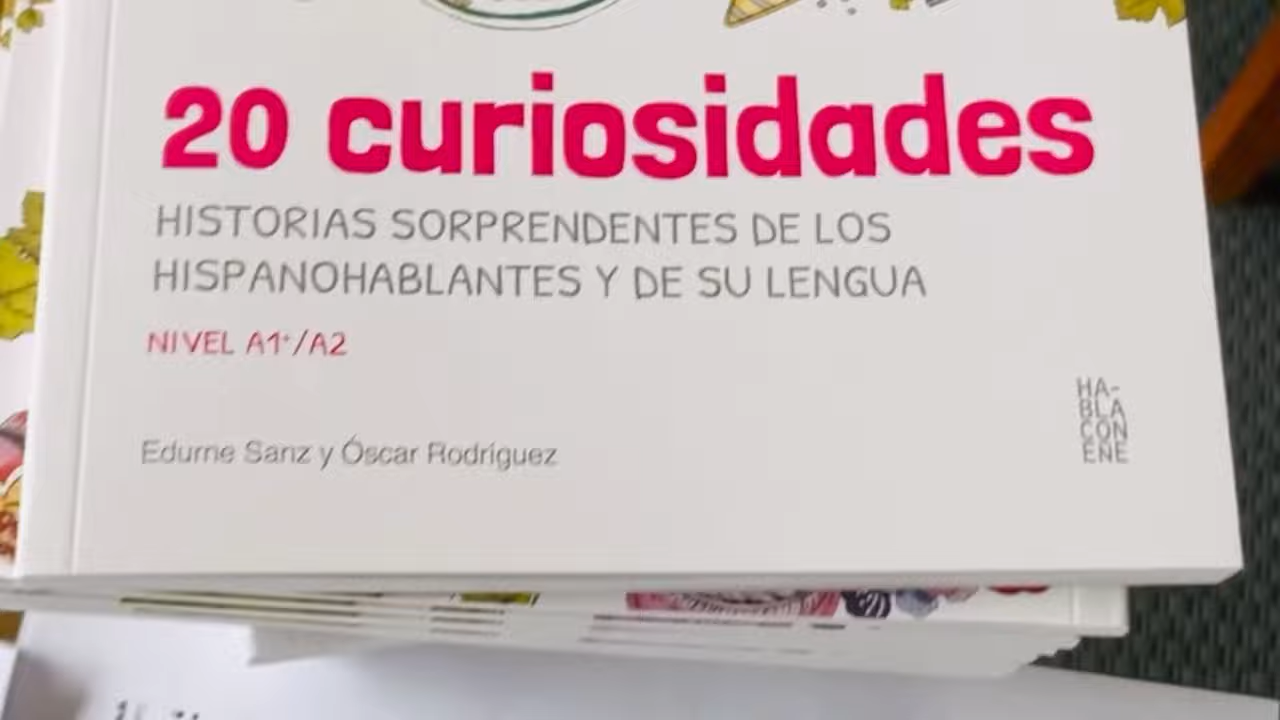 20 curiosidades
HISTORIAS SORPRENDENTES DE LOS
HISPANOHABLANTES Y DE SU LENGUA
NIVEL A1+/A2
Edurne Sanz y Óscar Rodríguez
HA-
BLA
CON
EÑE